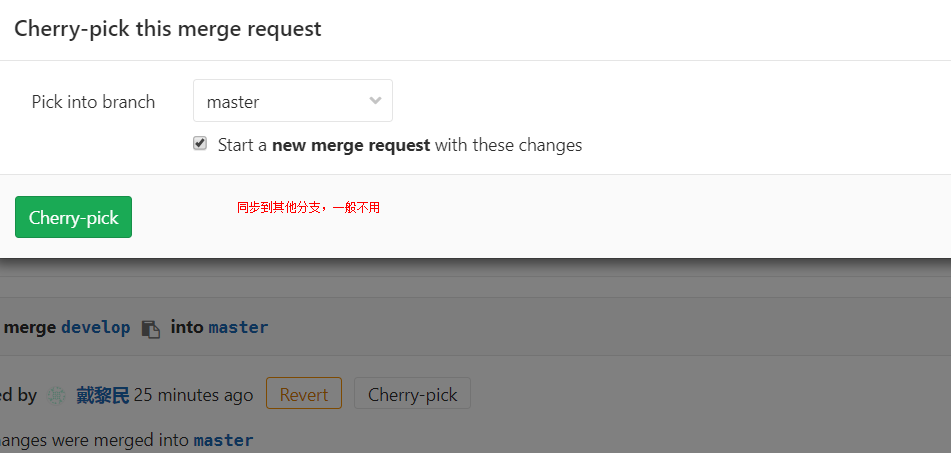 Cherry-pick this merge request
Pick into branch master
Start a new merge request with these changes
Cherry-pick 同步到其他分支，一般不用
merge develop into master
ed by 戴黎民 25 minutes ago Revert Cherry-pick
hanges were merged into master